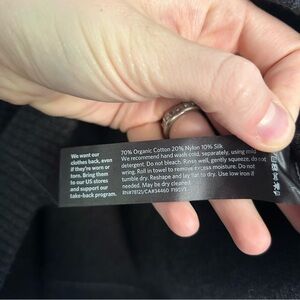 We want our
clothes back, even
if they're worn or
torn. Bring them
to our US stores
and support our
take-back program.
70% Organic Cotton 20% Nylon 10% Silk
We recommend hand wash cold, separately, using mild
detergent. Do not bleach. Rinse well, gently squeeze, do not
wring. Roll in towel to remove excess moisture. Do not
tumble dry. Reshape and lay flat to dry. Use low iron if
needed. May be dry cleaned.